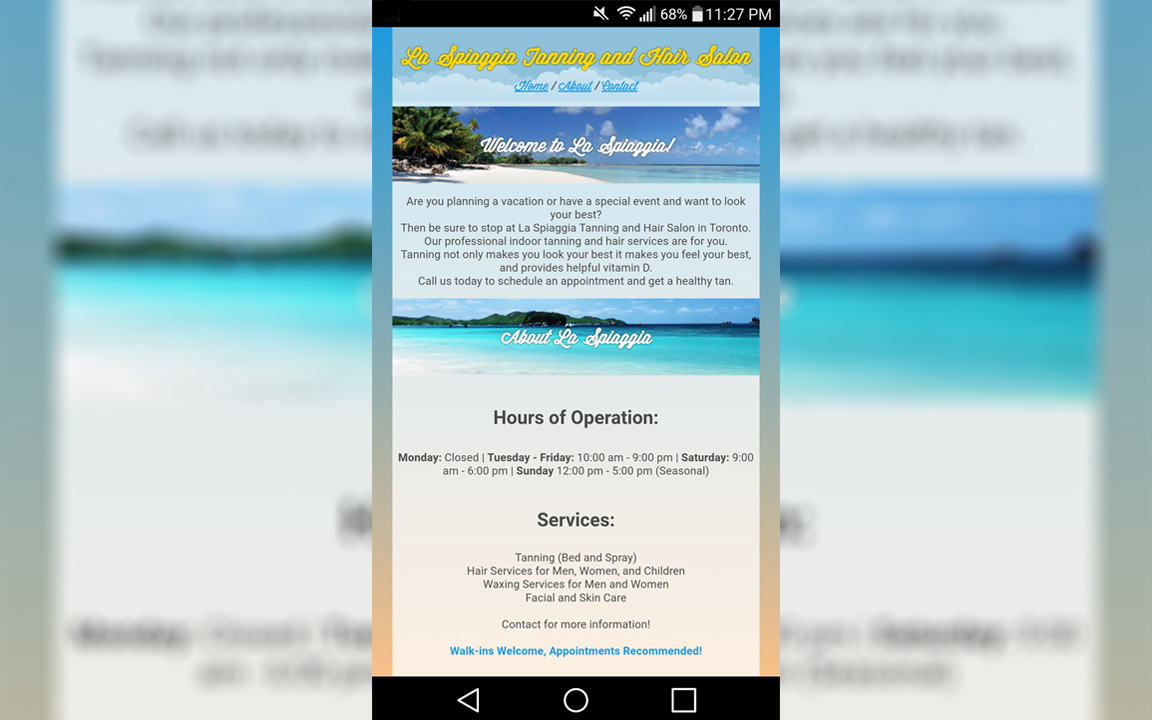 68% 11:27 PM
La Spiaggia Tanning and Hair Salon
Home / About / Contact
Welcome to La Spiaggia!
Are you planning a vacation or have a special event and want to look
your best?
Then be sure to stop at La Spiaggia Tanning and Hair Salon in Toronto.
Our professional indoor tanning and hair services are for you.
Tanning not only makes you look your best it makes you feel your best,
and provides helpful vitamin D.
Call us today to schedule an appointment and get a healthy tan.
About La Spiaggia
Hours of Operation:
Monday: Closed | Tuesday - Friday: 10:00 am - 9:00 pm | Saturday: 9:00
am - 6:00 pm | Sunday 12:00 pm - 5:00 pm (Seasonal)
Services:
Tanning (Bed and Spray)
Hair Services for Men, Women, and Children
Waxing Services for Men and Women
Facial and Skin Care
Contact for more information!
Walk-ins Welcome, Appointments Recommended!